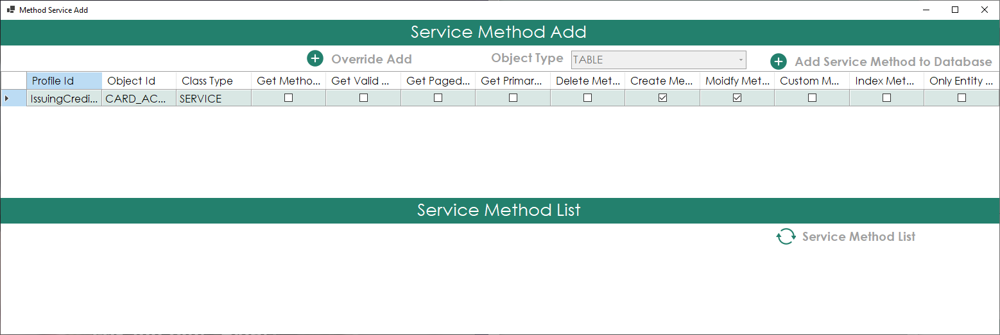 Method Service Add
Service Method Add
Override Add
Object Type
TABLE
Add Service Method to Database
Profile Id Object Id Class Type Get Metho... Get Valid ... Get Paged... Get Primar... Delete Met... Create Me... Moidfy Met... Custom M... Index Met... Only Entity ...
IssuingCredi... CARD_AC... SERVICE
Service Method List
Service Method List